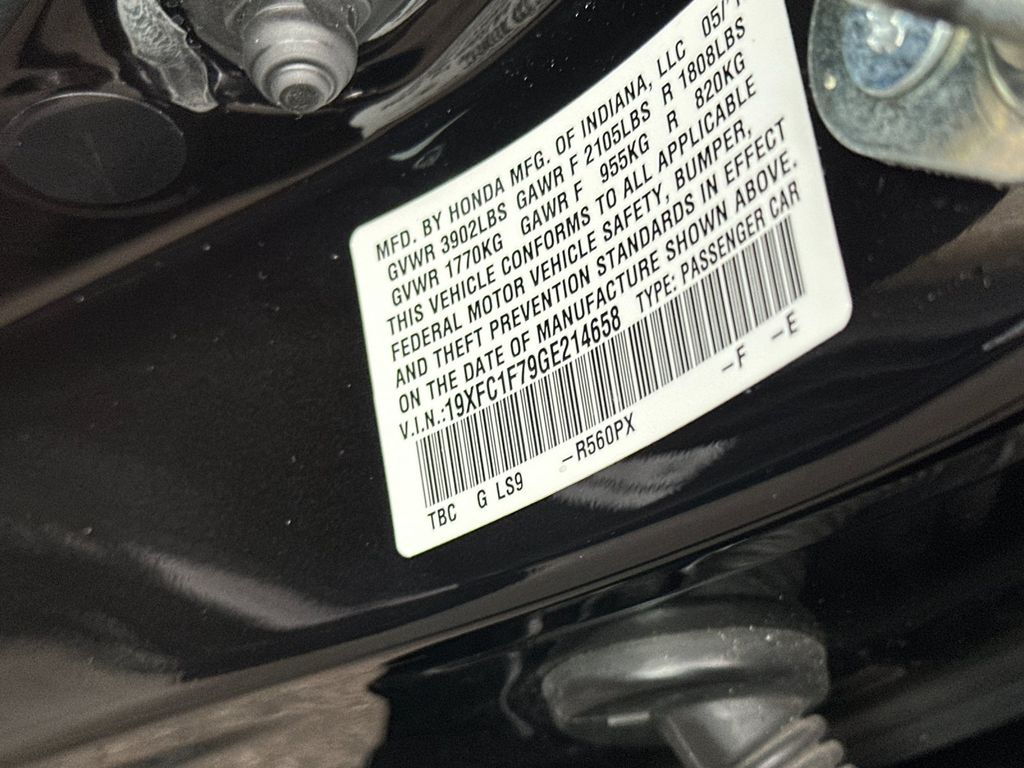 MFD. BY HONDA MFG. OF INDIANA, LLC 05/
GVWR 3902LBS GAWR F 2105LBS R 1808LBS
GVWR 1770KG GAWR F 955KG R 820KG
THIS VEHICLE CONFORMS TO ALL APPLICABLE
FEDERAL MOTOR VEHICLE SAFETY, BUMPER,
AND THEFT PREVENTION STANDARDS IN EFFECT
ON THE DATE OF MANUFACTURE SHOWN ABOVE.
V.I.N.:19XFC1F79GE214658 TYPE: PASSENGER CAR
TBC G LS9 -R560PX -F -E